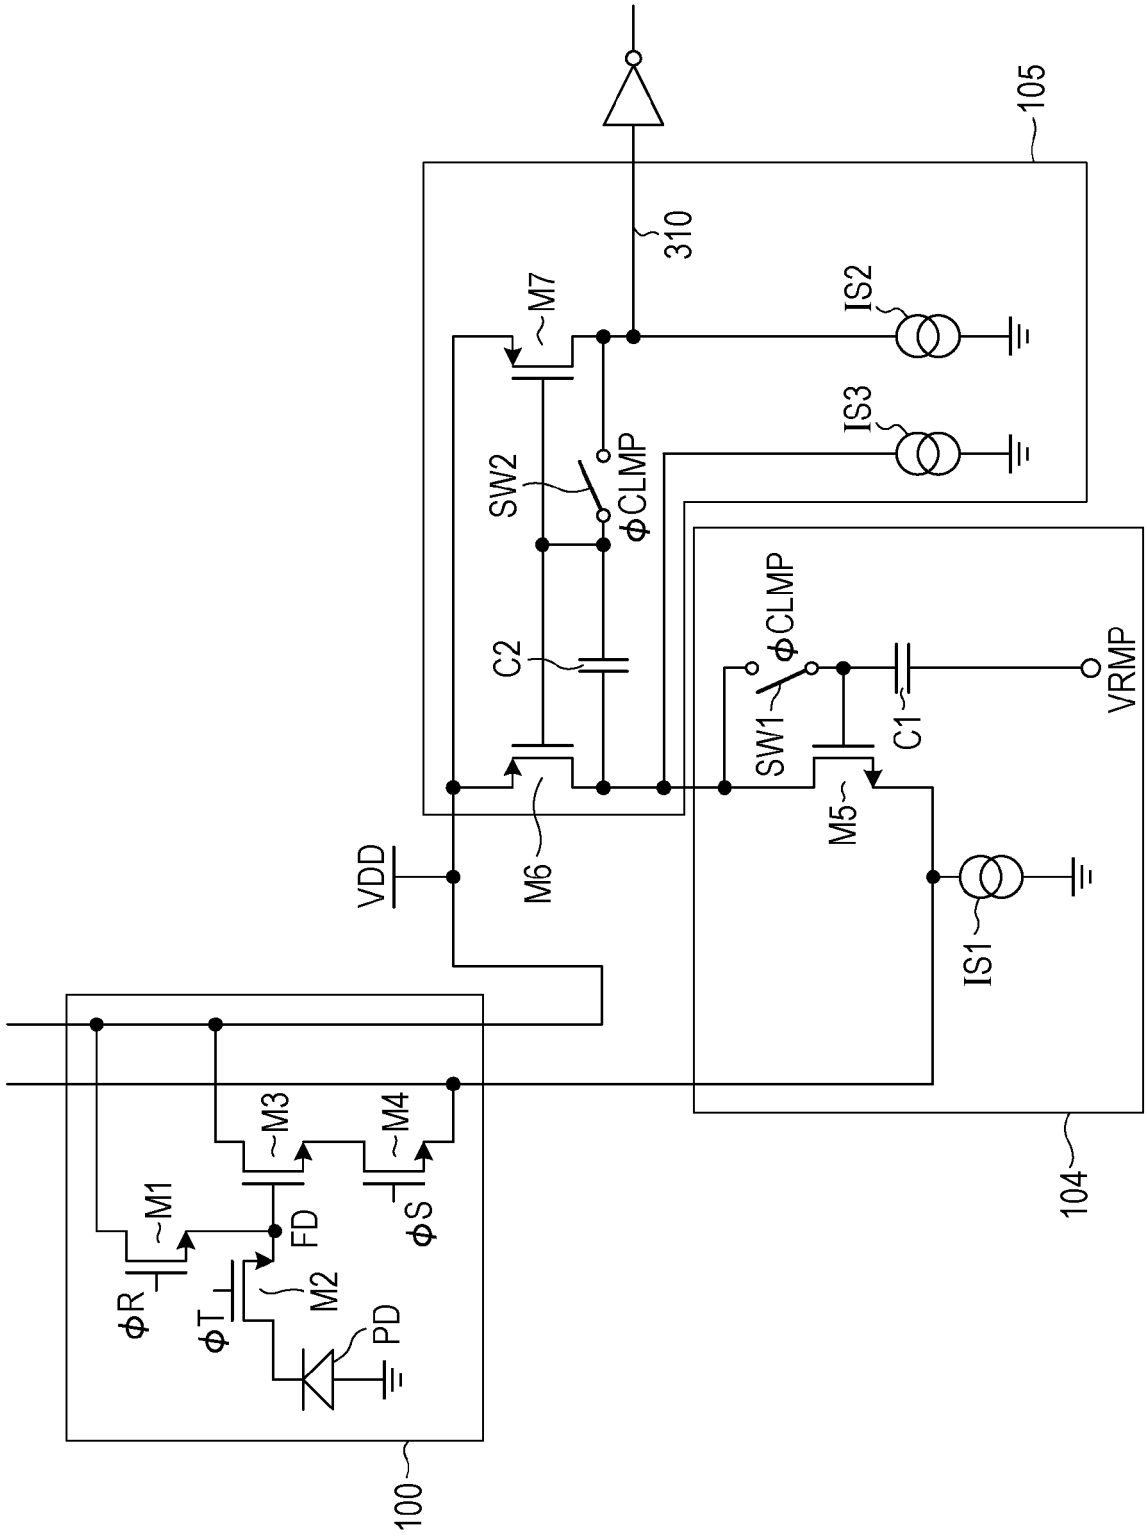 100
ϕR
M1
ϕT
M2
FD
PD
M3
M4
ϕS
VDD
M6
C2
SW2
ϕCLMP
M7
310
105
IS3
IS2
SW1
ϕCLMP
M5
C1
VRMP
IS1
104